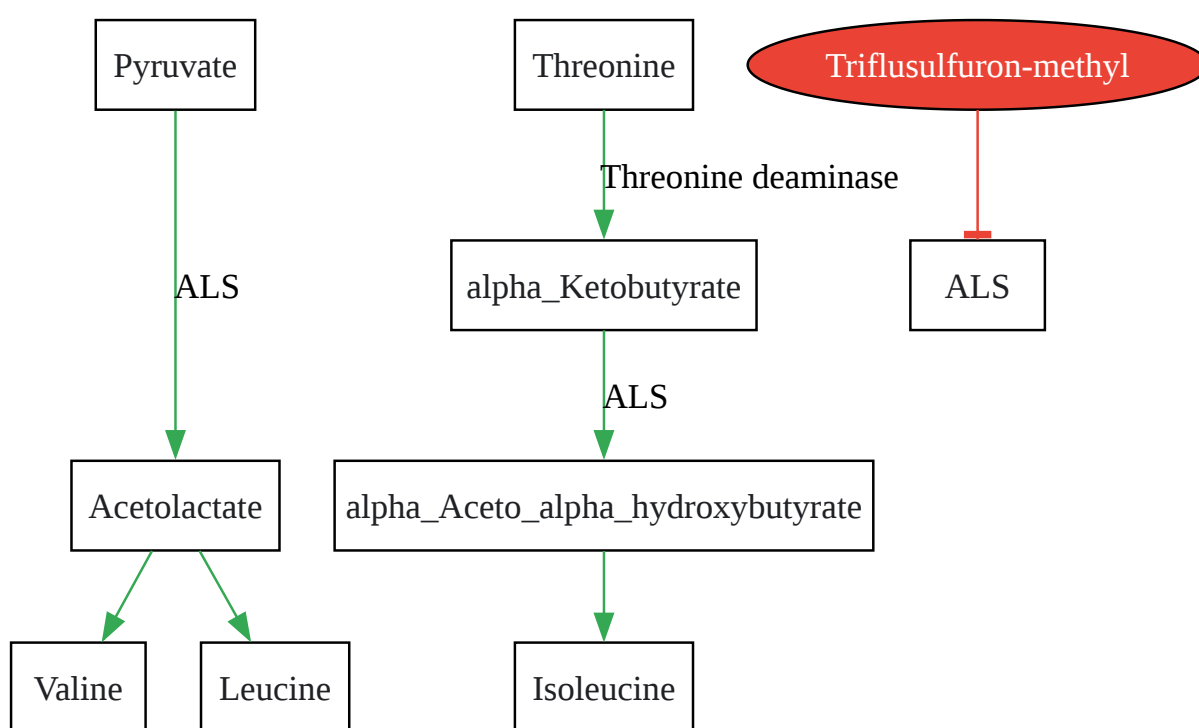 Pyruvate
Threonine
Triflusulfuron-methyl
Threonine deaminase
ALS
alpha_Ketobutyrate
ALS
ALS
Acetolactate
alpha_Aceto_alpha_hydroxybutyrate
Valine
Leucine
Isoleucine